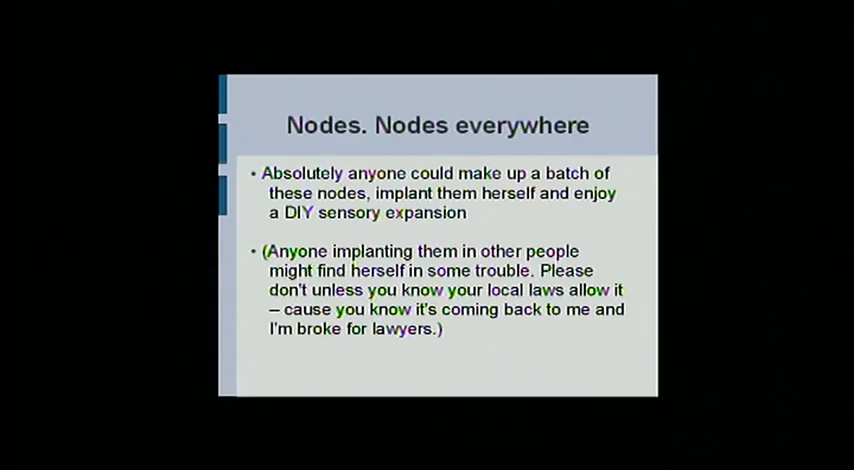 Nodes. Nodes everywhere
• Absolutely anyone could make up a batch of
these nodes, implant them herself and enjoy
a DIY sensory expansion
• (Anyone implanting them in other people
might find herself in some trouble. Please
don't unless you know your local laws allow it
– cause you know it's coming back to me and
I'm broke for lawyers.)